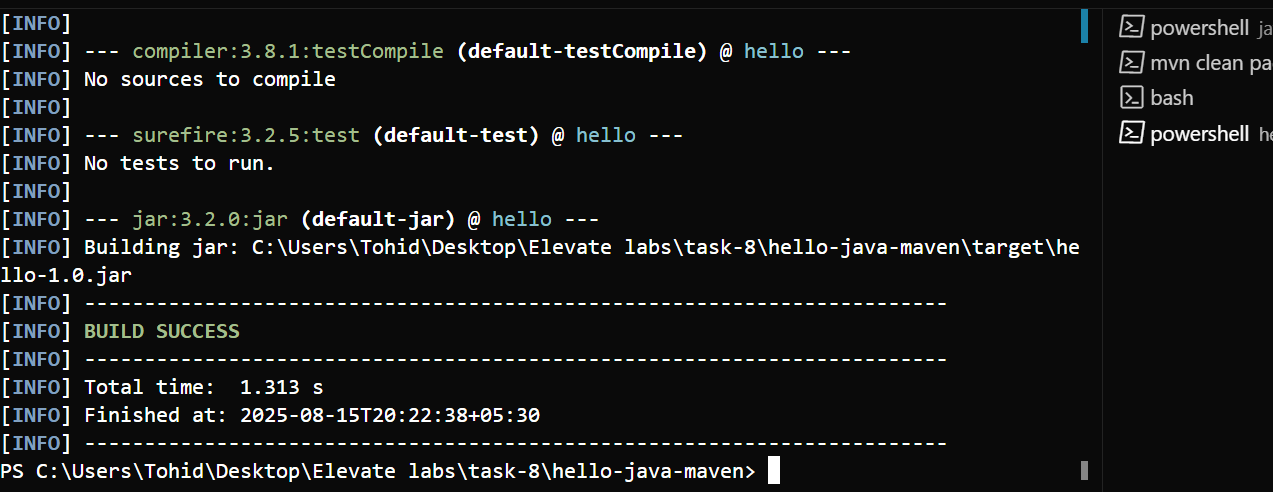 [INFO]
[INFO] --- compiler:3.8.1:testCompile (default-testCompile) @ hello ---
[INFO] No sources to compile
[INFO]
[INFO] --- surefire:3.2.5:test (default-test) @ hello ---
[INFO] No tests to run.
[INFO]
[INFO] --- jar:3.2.0:jar (default-jar) @ hello ---
[INFO] Building jar: C:\Users\Tohid\Desktop\Elevate labs\task-8\hello-java-maven\target\he
llo-1.0.jar
[INFO] ------------------------------------------------------------------------
[INFO] BUILD SUCCESS
[INFO] ------------------------------------------------------------------------
[INFO] Total time:  1.313 s
[INFO] Finished at: 2025-08-15T20:22:38+05:30
[INFO] ------------------------------------------------------------------------
PS C:\Users\Tohid\Desktop\Elevate labs\task-8\hello-java-maven>
powershell ja
mvn clean pa
bash
powershell he